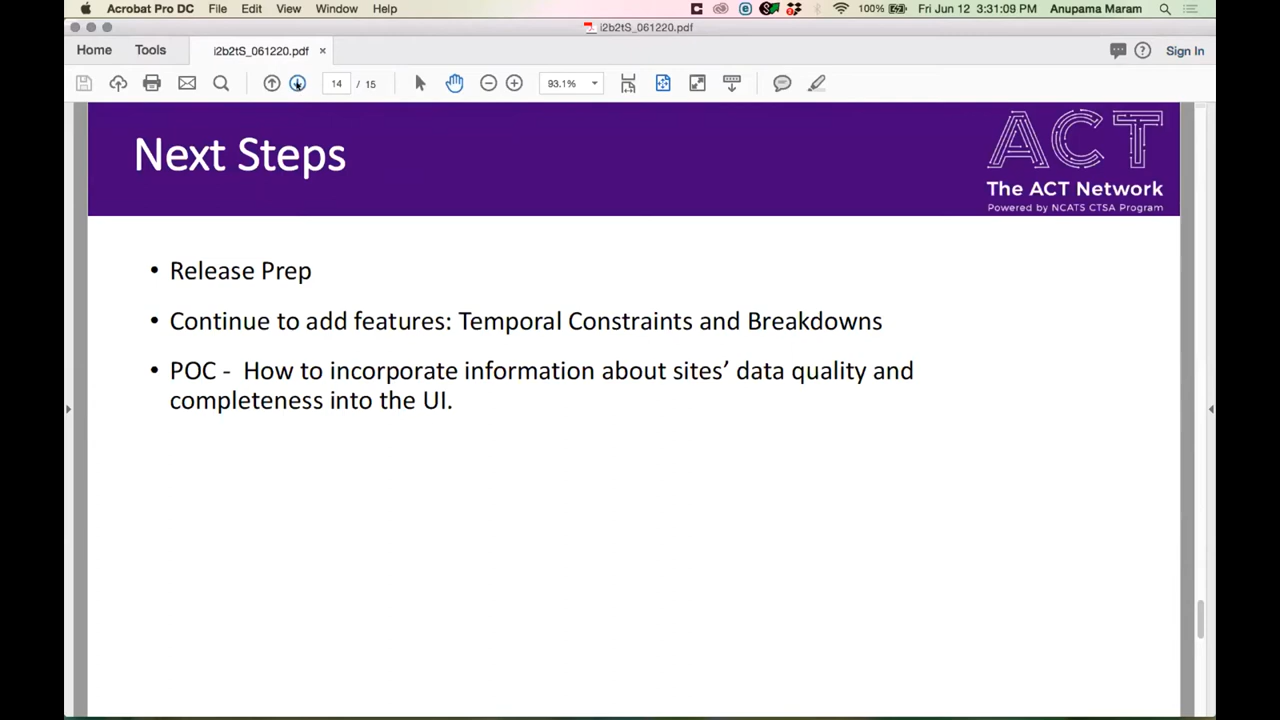 Acrobat Pro DC File Edit View Window Help 100% Fri Jun 12 3:31:09 PM Anupama Maram
i2b2tS_061220.pdf
Home Tools i2b2tS_061220.pdf × Sign In
14 / 15 93.1%
Next Steps
ACT
The ACT Network
Powered by NCATS CTSA Program
• Release Prep
• Continue to add features: Temporal Constraints and Breakdowns
• POC - How to incorporate information about sites’ data quality and
completeness into the UI.